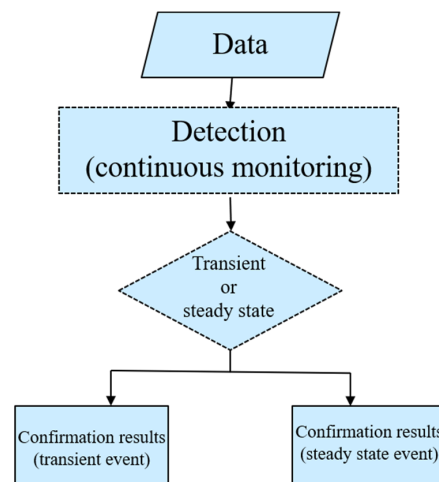 Data
Detection
(continuous monitoring)
Transient
or
steady state
Confirmation results
(transient event)
Confirmation results
(steady state event)